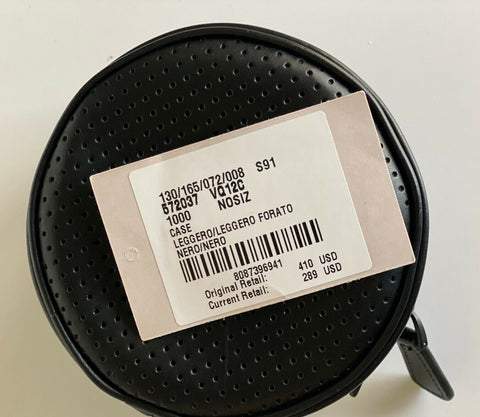 130/165/072/008 S91
572037 VQ12C
1000 NOSIZ
CASE
LEGGERO/LEGGERO FORATO
NERO/NERO
8087396941
Original Retail: 410 USD
Current Retail: 289 USD